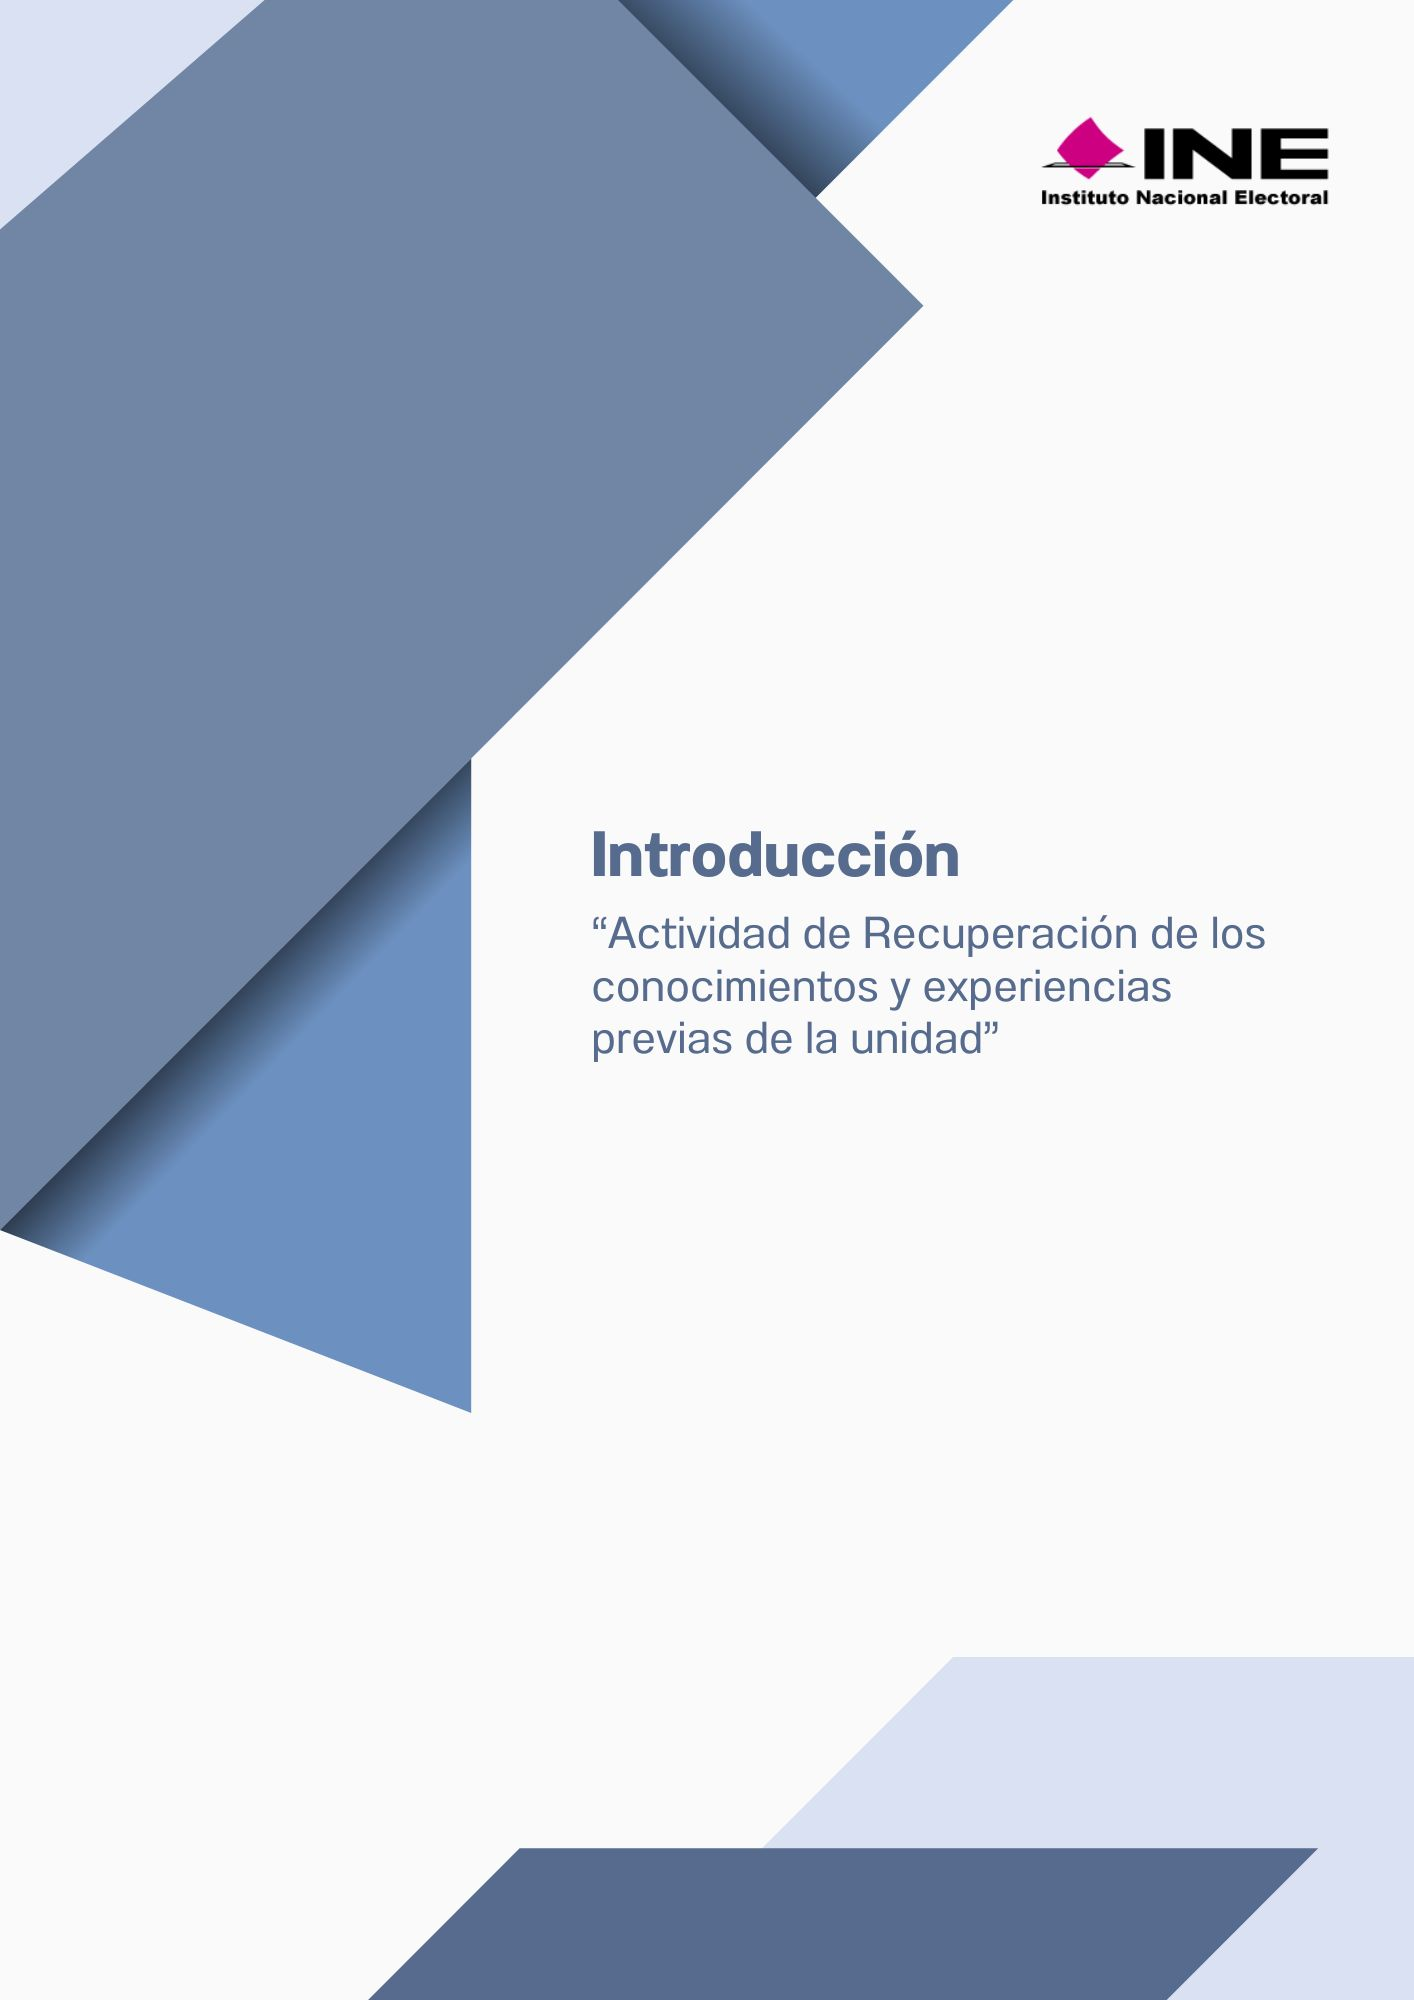 INE
Instituto Nacional Electoral
Introducción
“Actividad de Recuperación de los
conocimientos y experiencias
previas de la unidad”